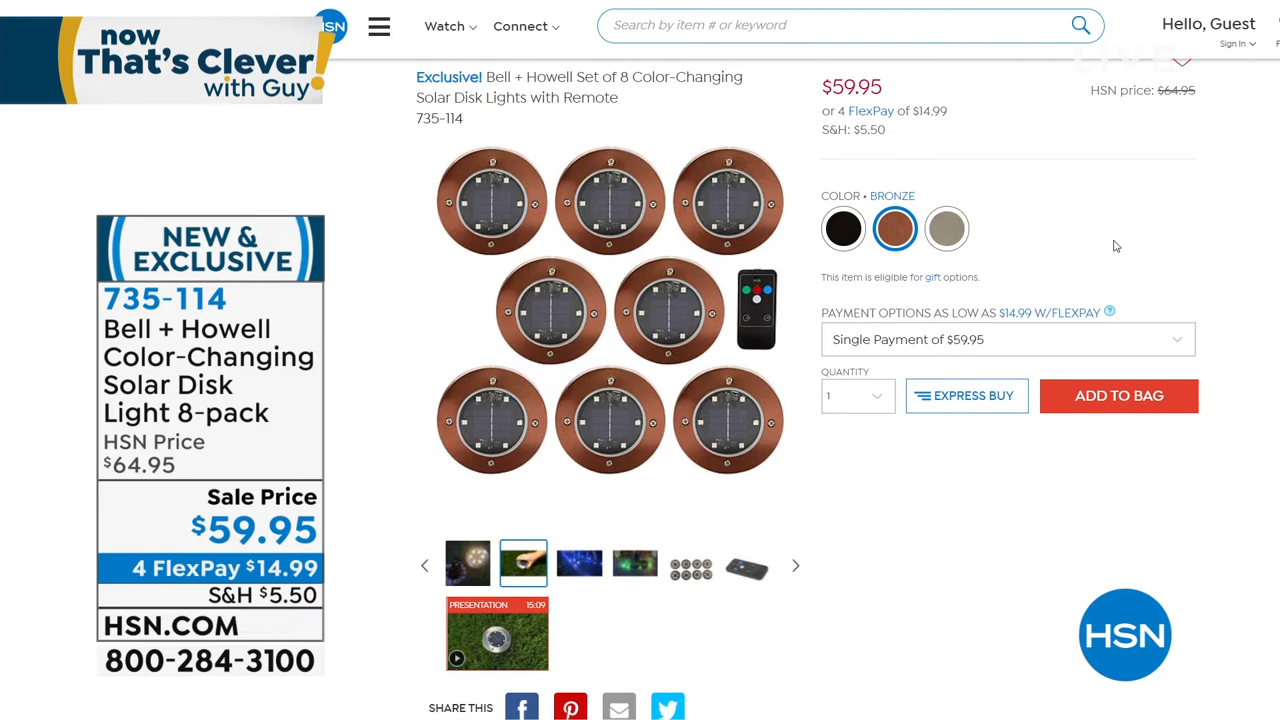 now
That's Clever!
with Guy
HSN
Watch
Connect
Search by item # or keyword
Hello, Guest
Sign In
LIVE
Exclusive! Bell + Howell Set of 8 Color-Changing
Solar Disk Lights with Remote
735-114
$59.95
HSN price: $64.95
or 4 FlexPay of $14.99
S&H: $5.50
COLOR • BRONZE
This item is eligible for gift options.
PAYMENT OPTIONS AS LOW AS $14.99 W/FLEXPAY ?
Single Payment of $59.95
QUANTITY
1
EXPRESS BUY
ADD TO BAG
NEW &
EXCLUSIVE
735-114
Bell + Howell
Color-Changing
Solar Disk
Light 8-pack
HSN Price
$64.95
Sale Price
$59.95
4 FlexPay $14.99
S&H $5.50
HSN.COM
800-284-3100
PRESENTATION 15:09
SHARE THIS
HSN